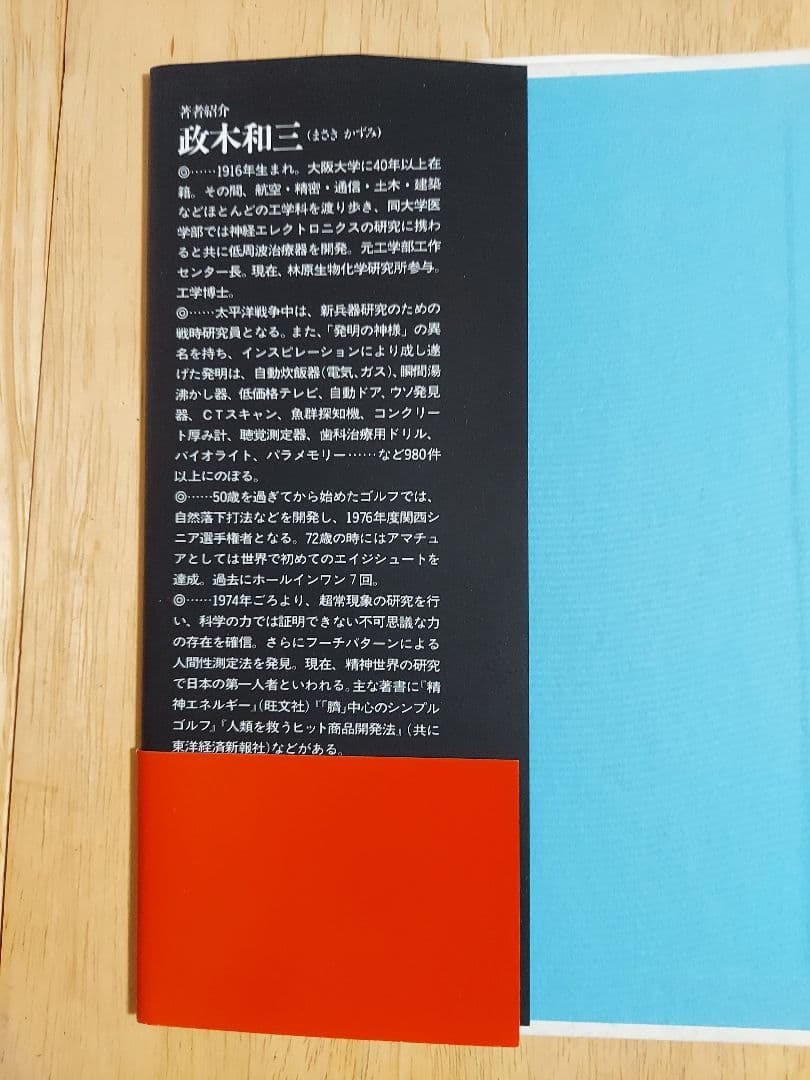 著者紹介
政木和三(まさき かずみ)
◎……1916年生まれ。大阪大学に40年以上在
籍。その間、航空・精密・通信・土木・建築
などほとんどの工学科を渡り歩き、同大学医
学部では神経エレクトロニクスの研究に携わ
ると共に低周波治療器を開発。元工学部工作
センター長。現在、林原生物化学研究所参与。
工学博士。
◎……太平洋戦争中は、新兵器研究のための
戦時研究員となる。また、「発明の神様」の異
名を持ち、インスピレーションにより成し遂
げた発明は、自動炊飯器(電気、ガス)、瞬間湯
沸かし器、低価格テレビ、自動ドア、ウソ発見
器、CTスキャン、魚群探知機、コンクリー
ト厚み計、聴覚測定器、歯科治療用ドリル、
バイオライト、パラメモリー……など980件
以上にのぼる。
◎……50歳を過ぎてから始めたゴルフでは、
自然落下打法などを開発し、1976年度関西シ
ニア選手権者となる。72歳の時にはアマチュ
アとしては世界で初めてのエイジシュートを
達成。過去にホールインワン7回。
◎……1974年ごろより、超常現象の研究を行
い、科学の力では証明できない不可思議な力
の存在を確信。さらにフーチパターンによる
人間性測定法を発見。現在、精神世界の研究
で日本の第一人者といわれる。主な著書に『精
神エネルギー』(旺文社)『「臍」中心のシンプル
ゴルフ』『人類を救うヒット商品開発法』(共に
東洋経済新報社)などがある。